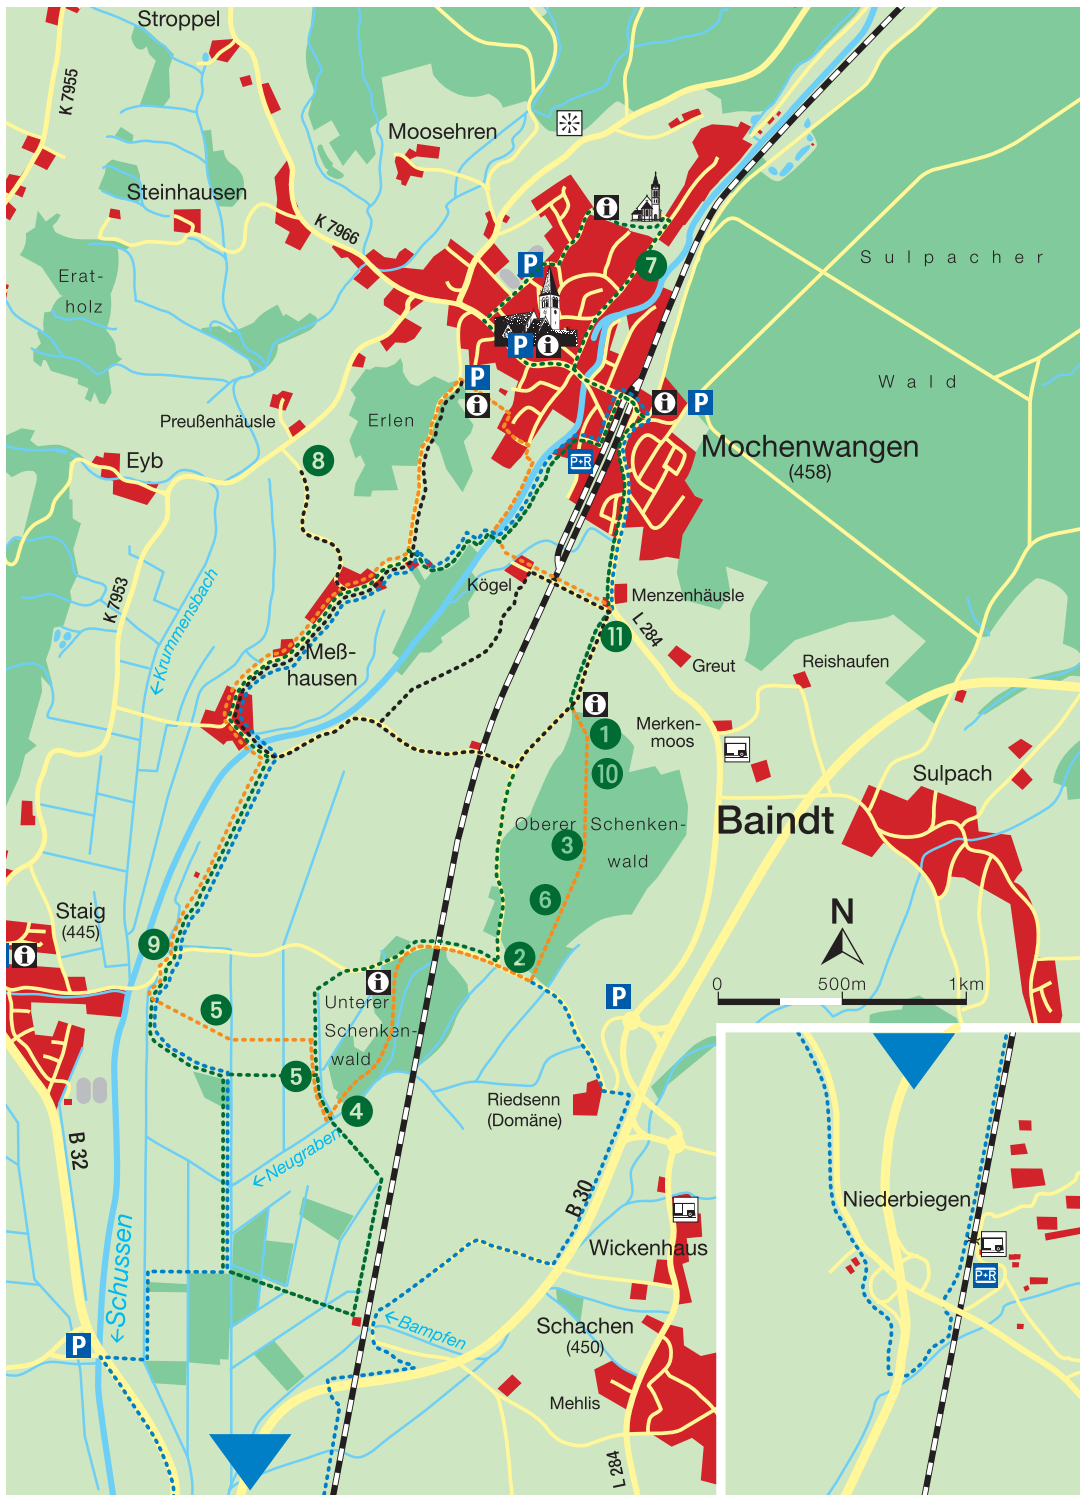 Stroppel
K 7955
Moosehren
Steinhausen
i
K 7966
Sulpacher
Erat-
holz
P
7
Wald
P
i
P
i
i
P
Preußenhäusle
Erlen
Mochenwangen
(458)
Eyb
8
P+R
Kögel
Menzenhäusle
K 7953
←Krummensbach
11
L 284
Greut
Reishaufen
Meß-
hausen
i
1
Merken-
moos
10
Sulpach
Baindt
Oberer Schenken-
wald
3
6
Staig
(445)
i
9
2
N
i
P
0 500m 1km
Unterer
Schenken-
wald
5
5
4
Riedsenn
(Domäne)
←Neugraben
B 32
B 30
Niederbiegen
P+R
Wickenhaus
←Schussen
←Bampfen
P
Schachen
(450)
Mehlis
L 284